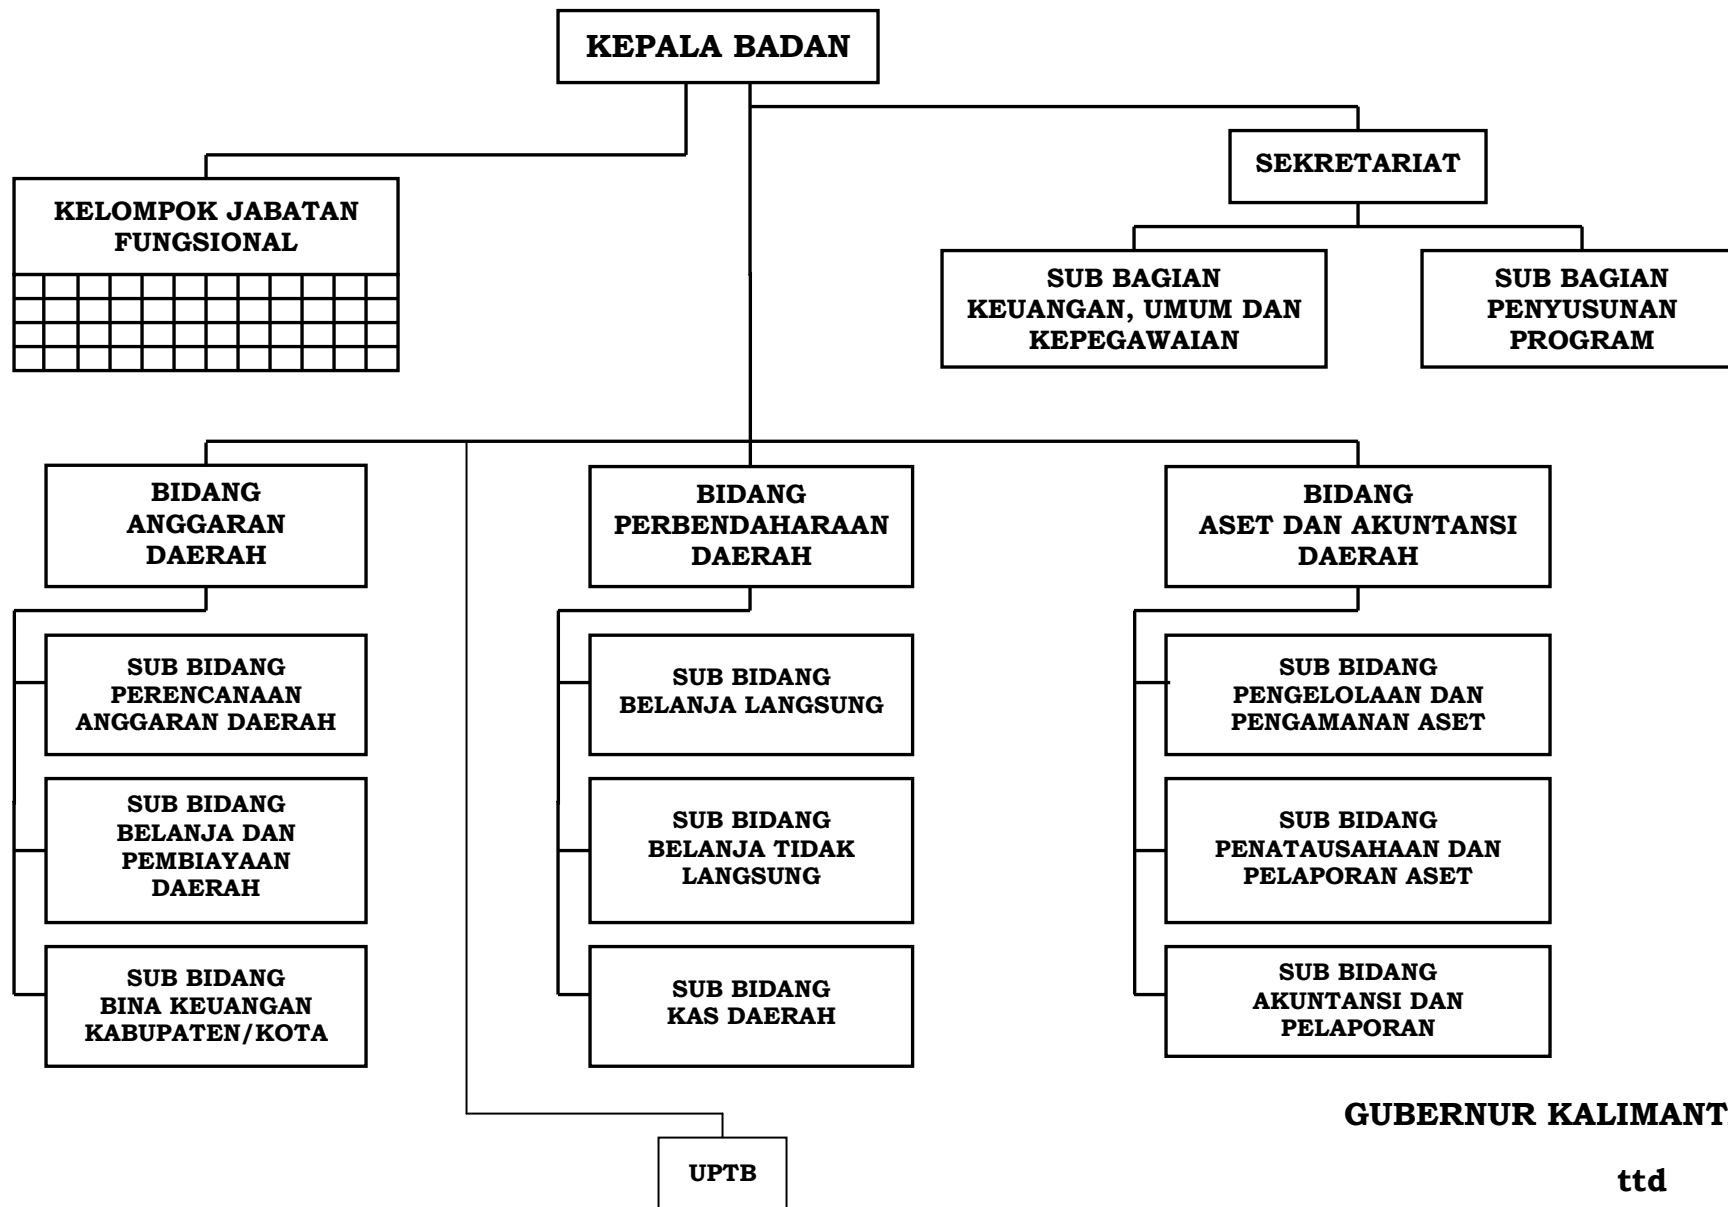 KEPALA BADAN
SEKRETARIAT
KELOMPOK JABATAN
FUNGSIONAL
SUB BAGIAN
KEUANGAN, UMUM DAN
KEPEGAWAIAN
SUB BAGIAN
PENYUSUNAN
PROGRAM
BIDANG
ANGGARAN
DAERAH
BIDANG
PERBENDAHARAAN
DAERAH
BIDANG
ASET DAN AKUNTANSI
DAERAH
SUB BIDANG
PERENCANAAN
ANGGARAN DAERAH
SUB BIDANG
BELANJA LANGSUNG
SUB BIDANG
PENGELOLAAN DAN
PENGAMANAN ASET
SUB BIDANG
BELANJA DAN
PEMBIAYAAN
DAERAH
SUB BIDANG
BELANJA TIDAK
LANGSUNG
SUB BIDANG
PENATAUSAHAAN DAN
PELAPORAN ASET
SUB BIDANG
BINA KEUANGAN
KABUPATEN/KOTA
SUB BIDANG
KAS DAERAH
SUB BIDANG
AKUNTANSI DAN
PELAPORAN
GUBERNUR
UPTB
ttd